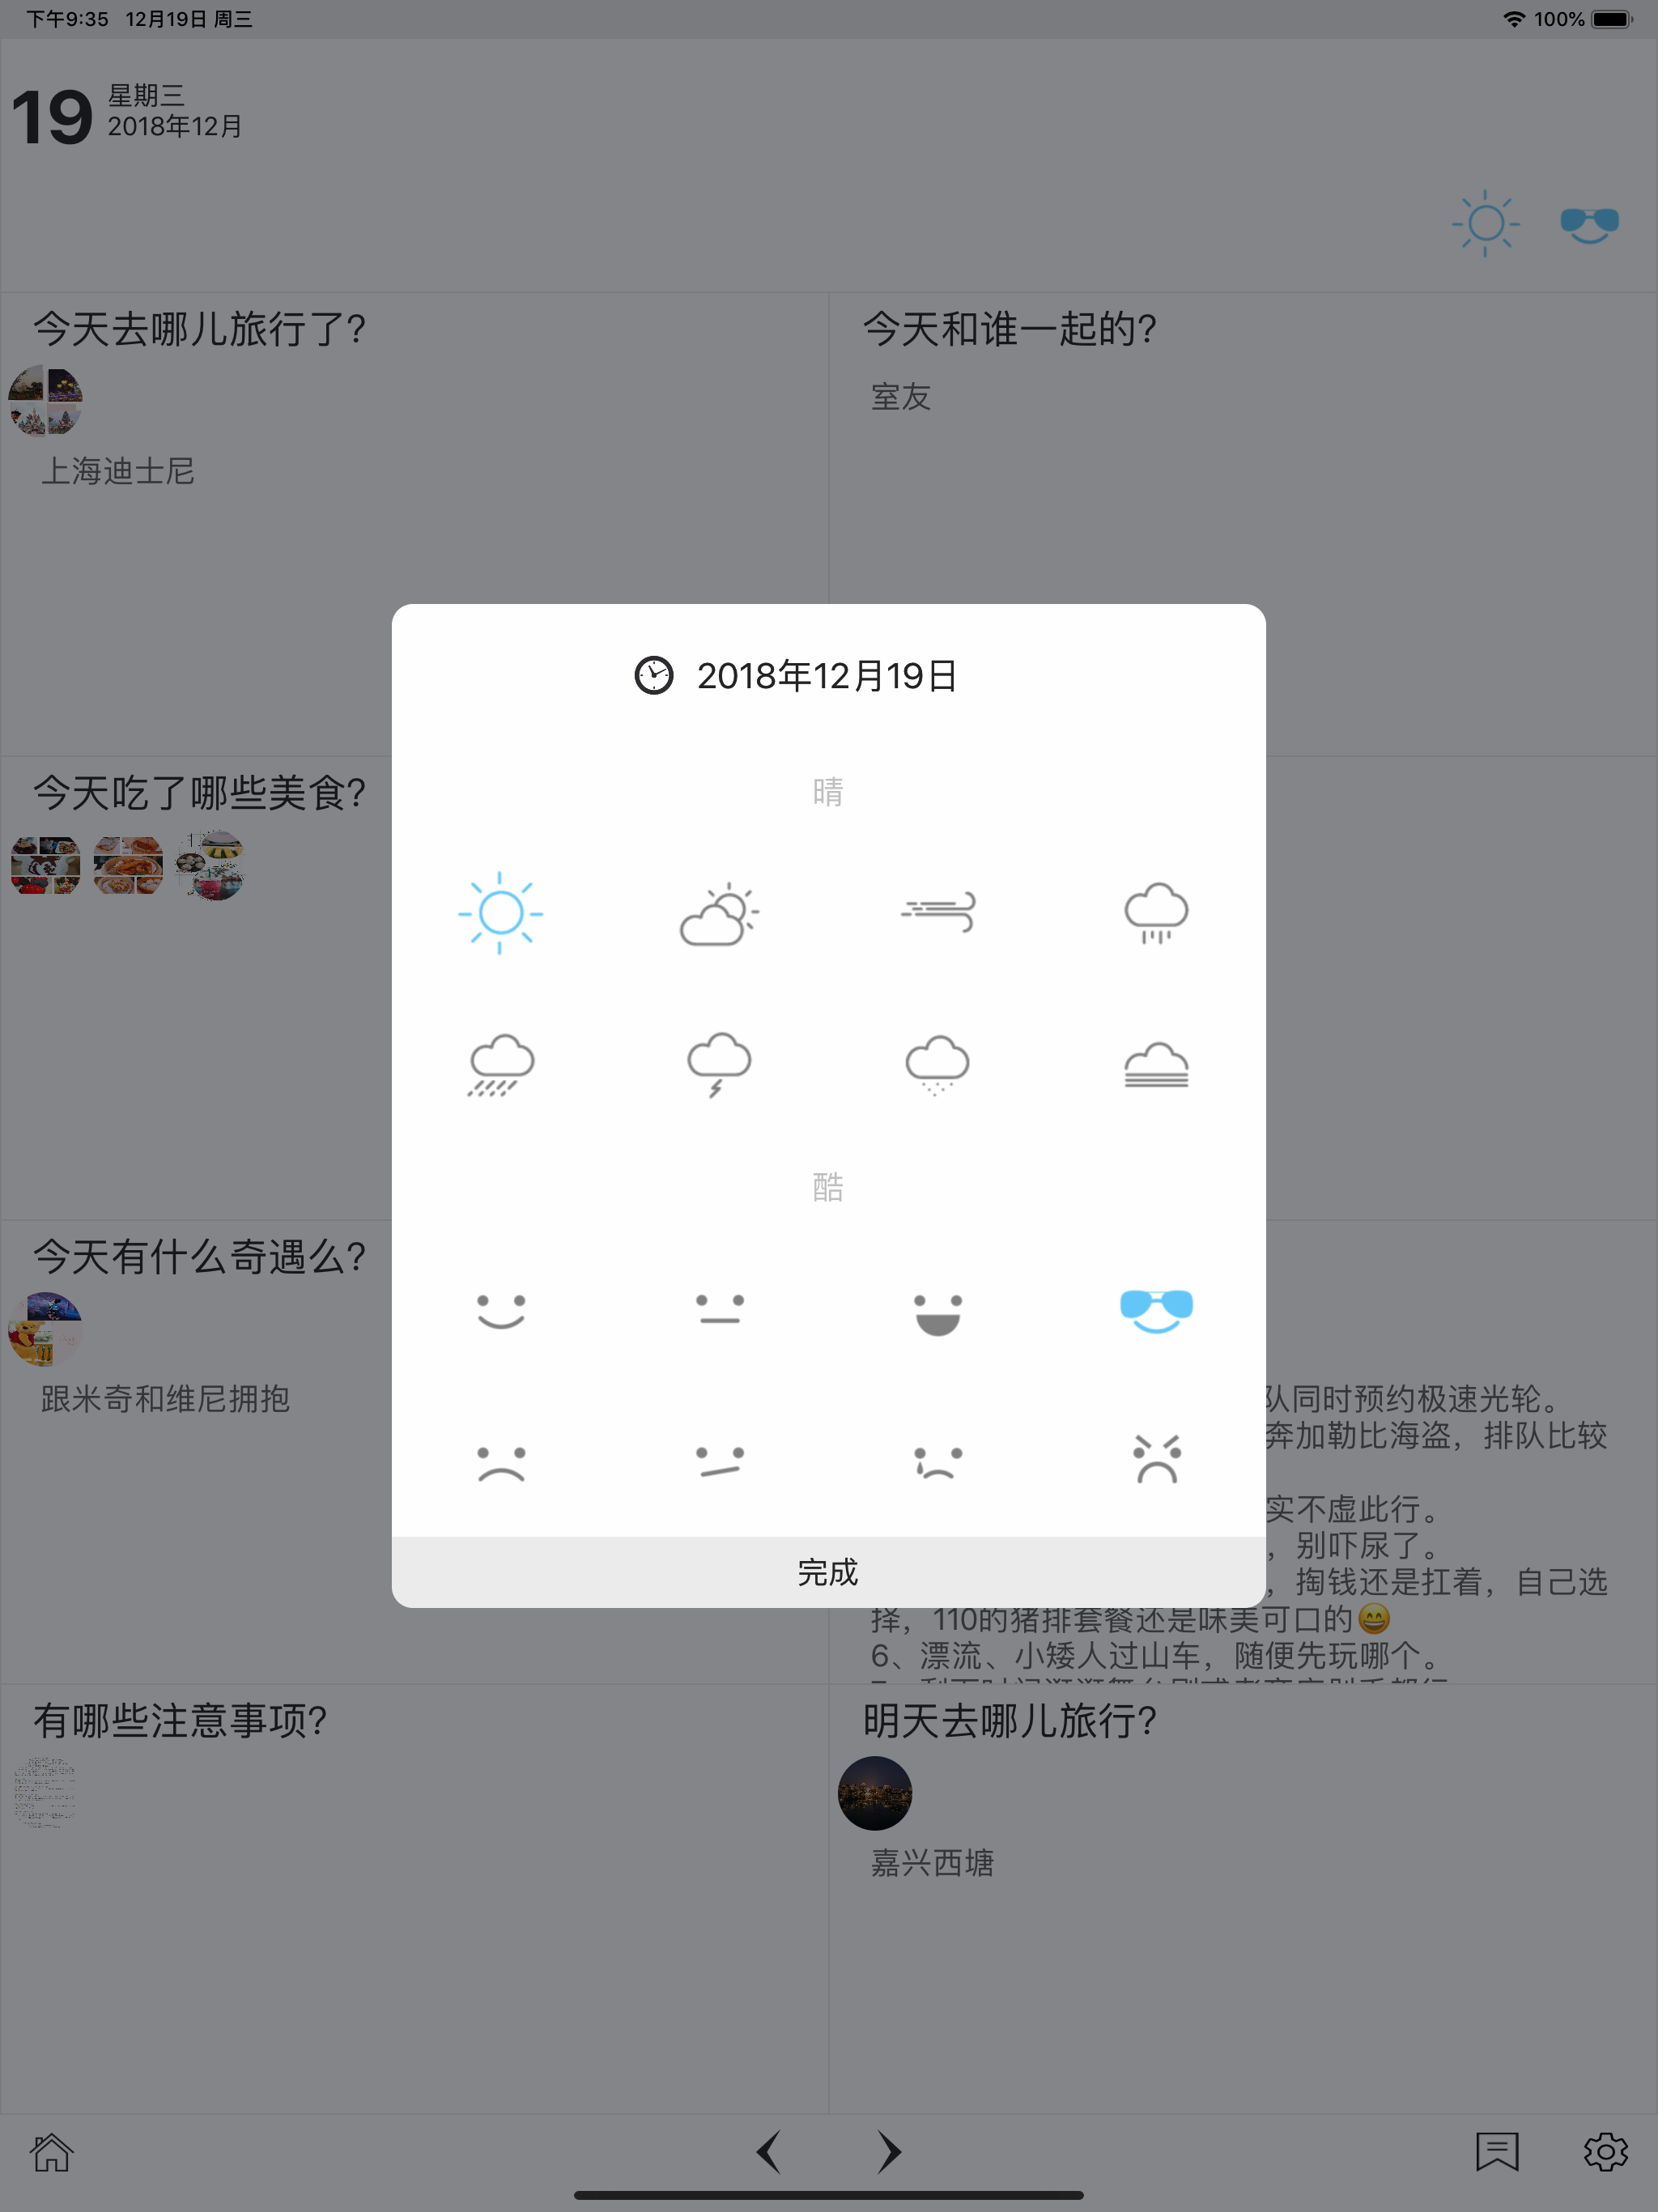 下午9:35 12月19日 周三
100%
19
星期三
2018年12月
今天去哪儿旅行了?
上海迪士尼
今天和谁一起的?
室友
2018年12月19日
晴
今天吃了哪些美食?
酷
今天有什么奇遇么?
跟米奇和维尼拥抱
队同时预约极速光轮。
奔加勒比海盗，排队比较
实不虚此行。
，别吓尿了。
，掏钱还是扛着，自己选
择，110的猪排套餐还是味美可口的😄
6、漂流、小矮人过山车，随便先玩哪个。
完成
有哪些注意事项?
明天去哪儿旅行?
嘉兴西塘